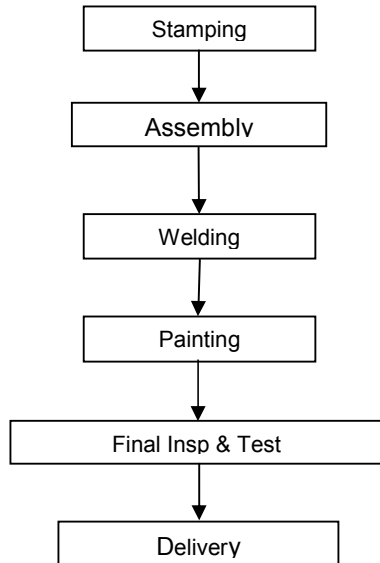 Stamping
Assembly
Welding
Painting
Final Insp & Test
Delivery